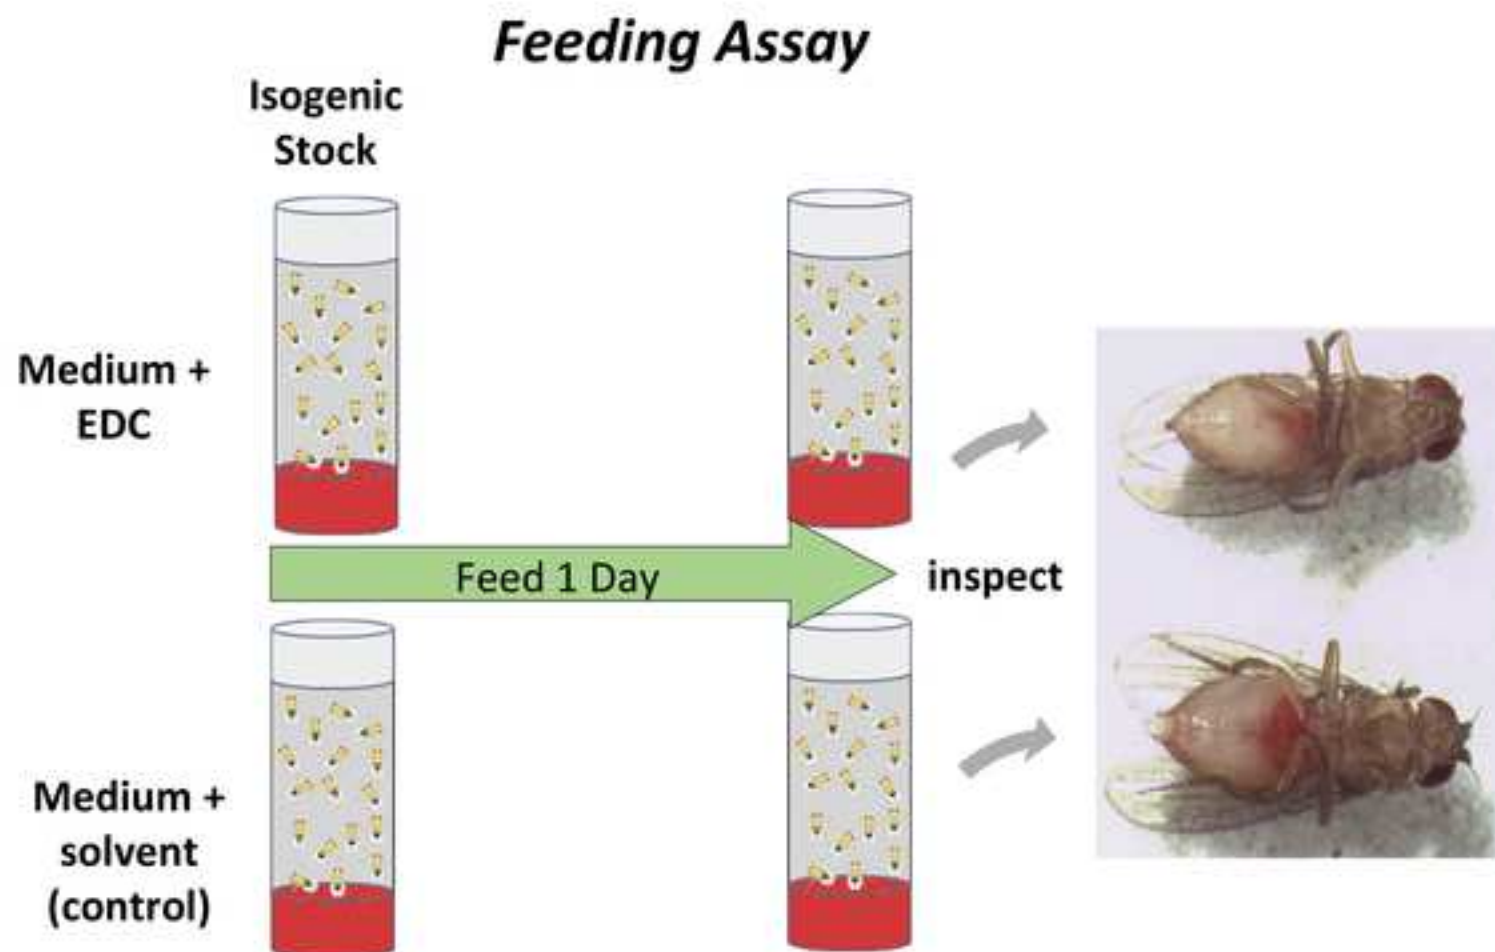 Feeding Assay
Isogenic
Stock
Medium +
EDC
Feed 1 Day
inspect
Medium +
solvent
(control)